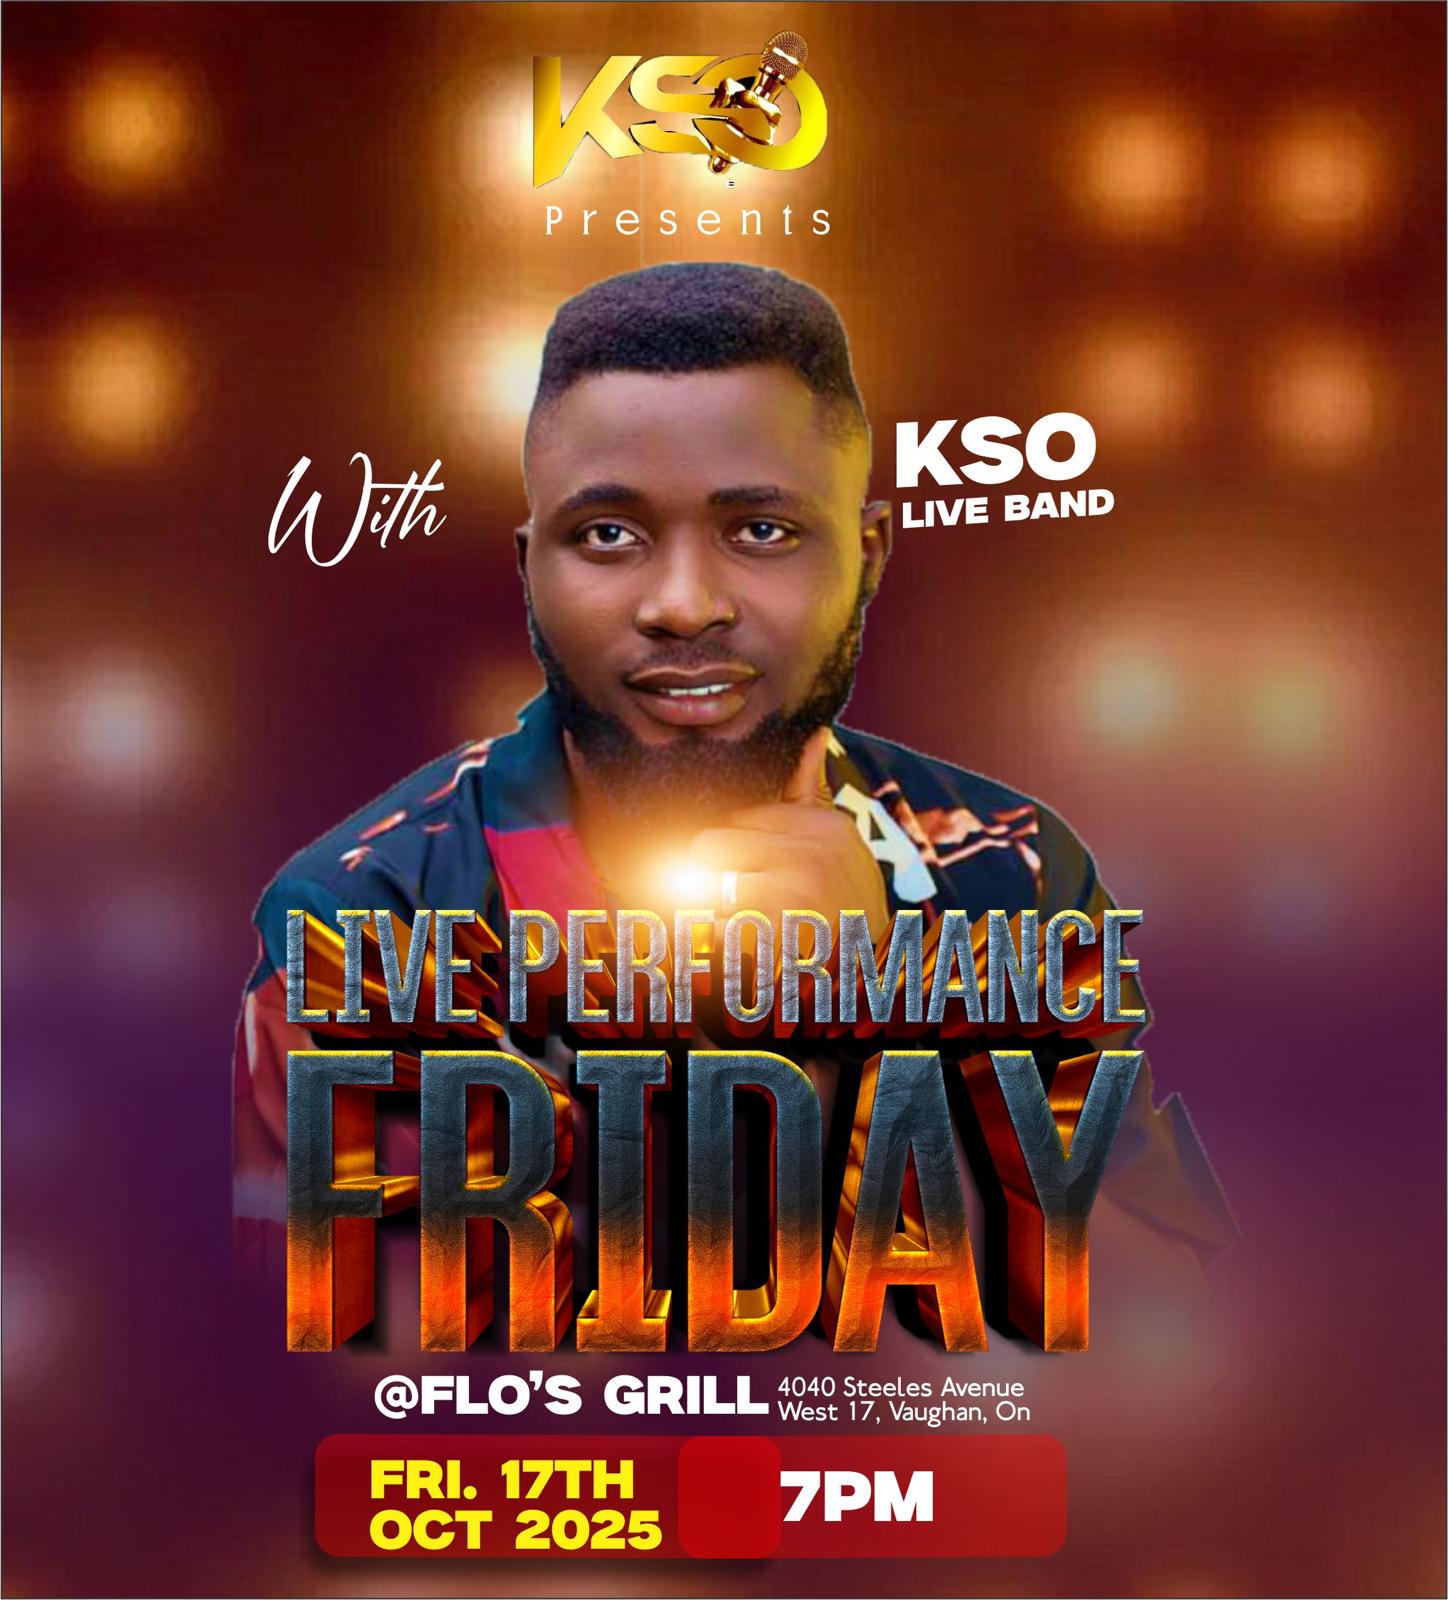 KSO
Presents
With
KSO
LIVE BAND
LIVE PERFORMANCE
FRIDAY
@FLO'S GRILL
4040 Steeles Avenue
West 17, Vaughan, On
FRI. 17TH
OCT 2025
7PM